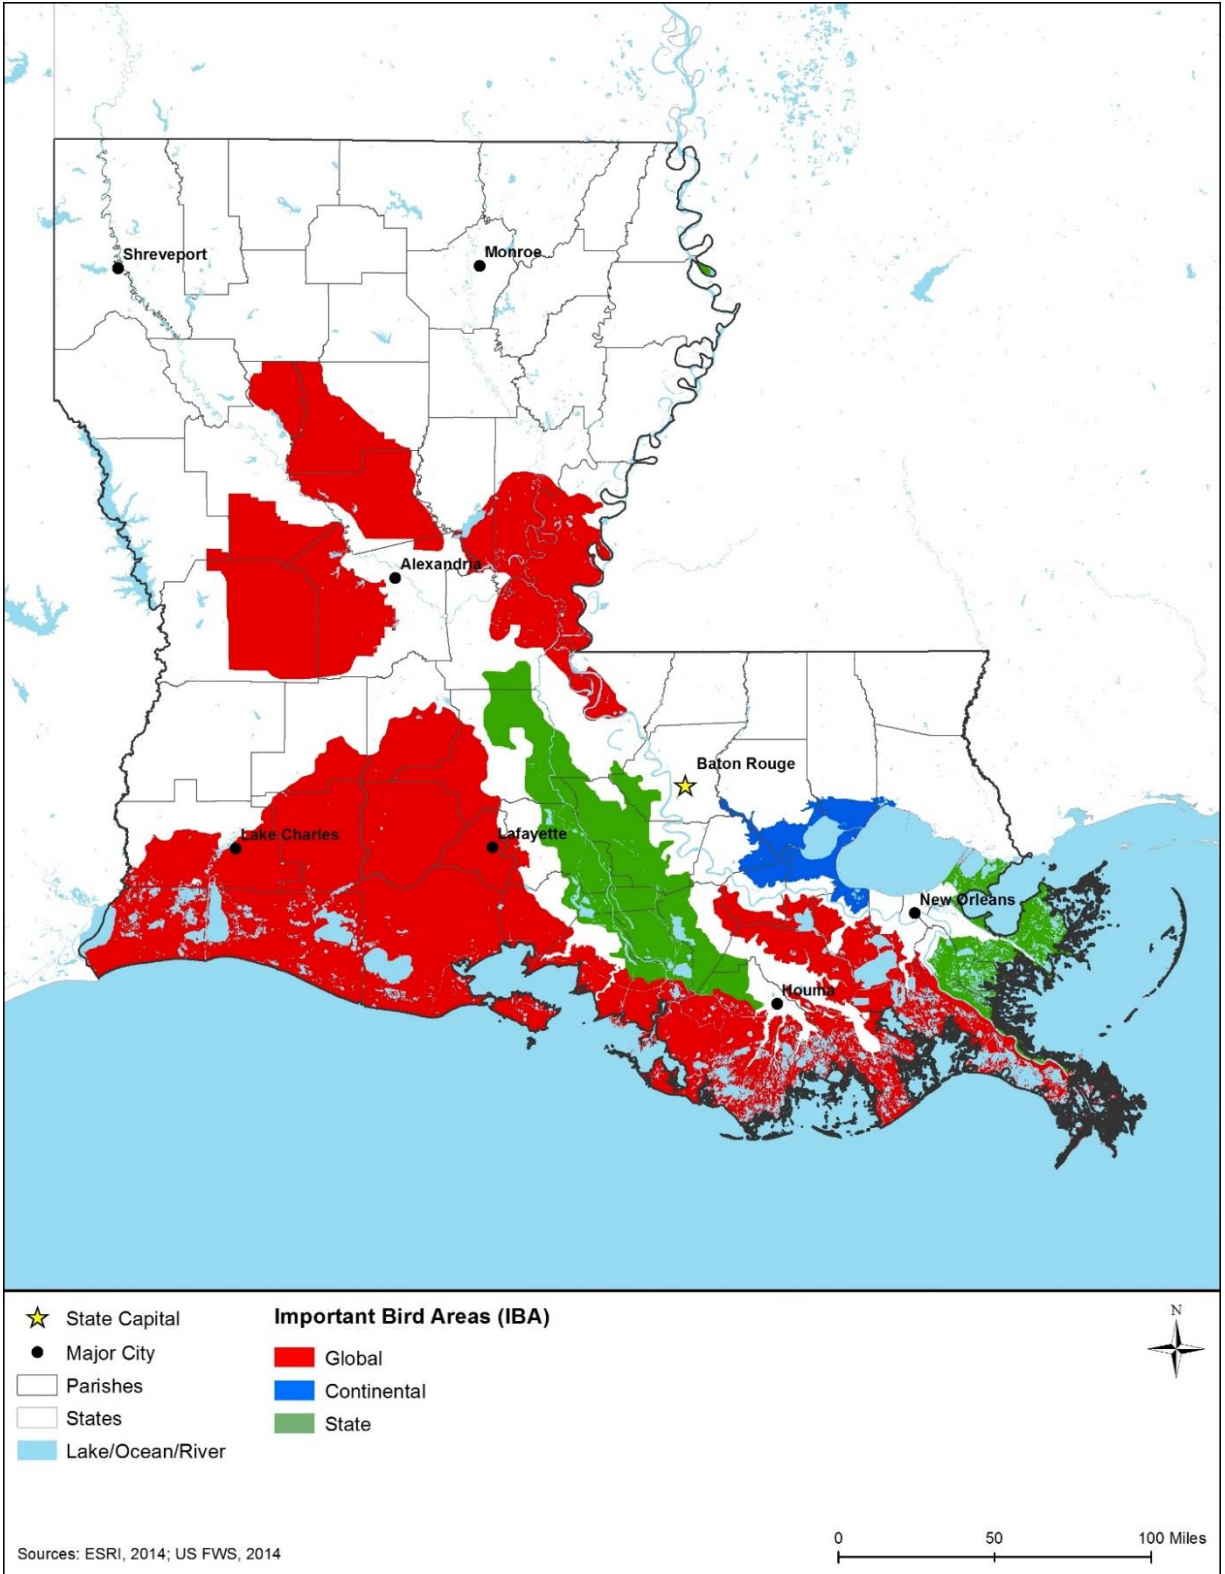 Shreveport
Monroe
Alexandria
Baton Rouge
Lake Charles
Lafayette
New Orleans
Houma
State Capital
Major City
Parishes
States
Lake/Ocean/River
Important Bird Areas (IBA)
Global
Continental
State
N
Sources: ESRI, 2014; US FWS, 2014
0 50 100 Miles